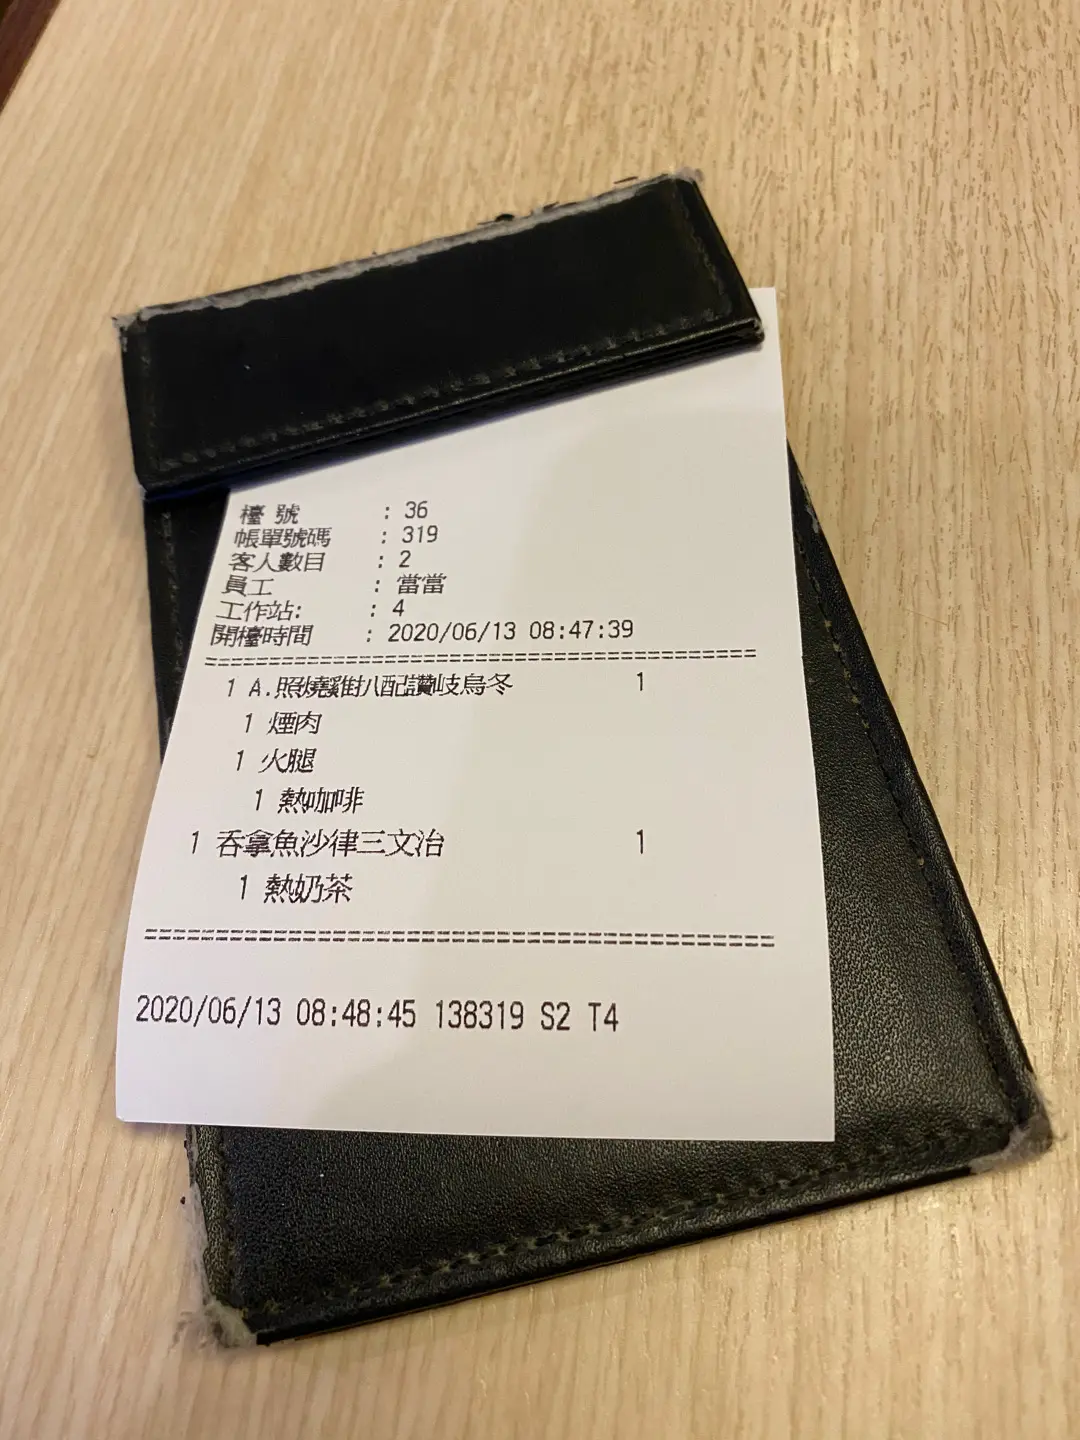 檯 號 : 36
帳單號碼 : 319
客人數目 : 2
員工 : 當當
工作站: : 4
開檯時間 : 2020/06/13 08:47:39
1 A.照燒雞扒配讚岐烏冬 1
1 煙肉
1 火腿
1 熱咖啡
1 吞拿魚沙律三文治 1
1 熱奶茶
2020/06/13 08:48:45 138319 S2 T4